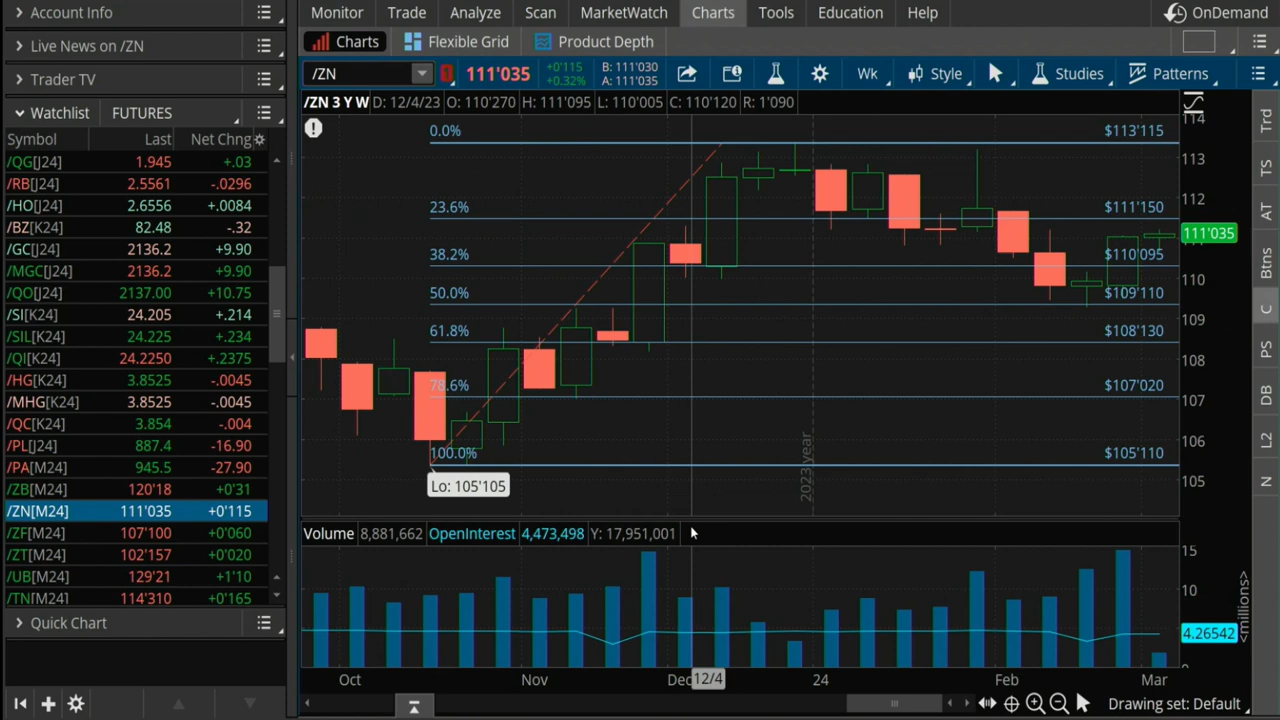 Account Info
Monitor Trade Analyze Scan MarketWatch Charts Tools Education Help OnDemand
Live News on /ZN
Charts Flexible Grid Product Depth
Trader TV
/ZN 111'035 +0'115 +0.32% B: 111'030 A: 111'035 Wk Style Studies Patterns
Watchlist FUTURES
/ZN 3 Y W D: 12/4/23 O: 110'270 H: 111'095 L: 110'005 C: 110'120 R: 1'090
Symbol Last Net Chng
/QG[J24] 1.945 +.03
/RB[J24] 2.5561 -.0296
/HO[J24] 2.6556 +.0084
/BZ[K24] 82.48 -.32
/GC[J24] 2136.2 +9.90
/MGC[J24] 2136.2 +9.90
/QO[J24] 2137.00 +10.75
/SI[K24] 24.205 +.214
/SIL[K24] 24.225 +.234
/QI[K24] 24.2250 +.2375
/HG[K24] 3.8525 -.0045
/MHG[K24] 3.8525 -.0045
/QC[K24] 3.854 -.004
/PL[J24] 887.4 -16.90
/PA[M24] 945.5 -27.90
/ZB[M24] 120'18 +0'31
/ZN[M24] 111'035 +0'115
/ZF[M24] 107'100 +0'060
/ZT[M24] 102'157 +0'020
/UB[M24] 129'21 +1'10
/TN[M24] 114'310 +0'165
Quick Chart
0.0% $113'115
23.6% $111'150
38.2% $110'095
50.0% $109'110
61.8% $108'130
78.6% $107'020
100.0% $105'110
Lo: 105'105
2023 year
114
113
112
111'035
110
109
108
107
106
105
Volume 8,881,662 OpenInterest 4,473,498 Y: 17,951,001
15
10
4.26542
0
<millions>
Oct Nov Dec 12/4 24 Feb Mar
Drawing set: Default
Trd
TS
AT
Btns
C
PS
DB
L2
N